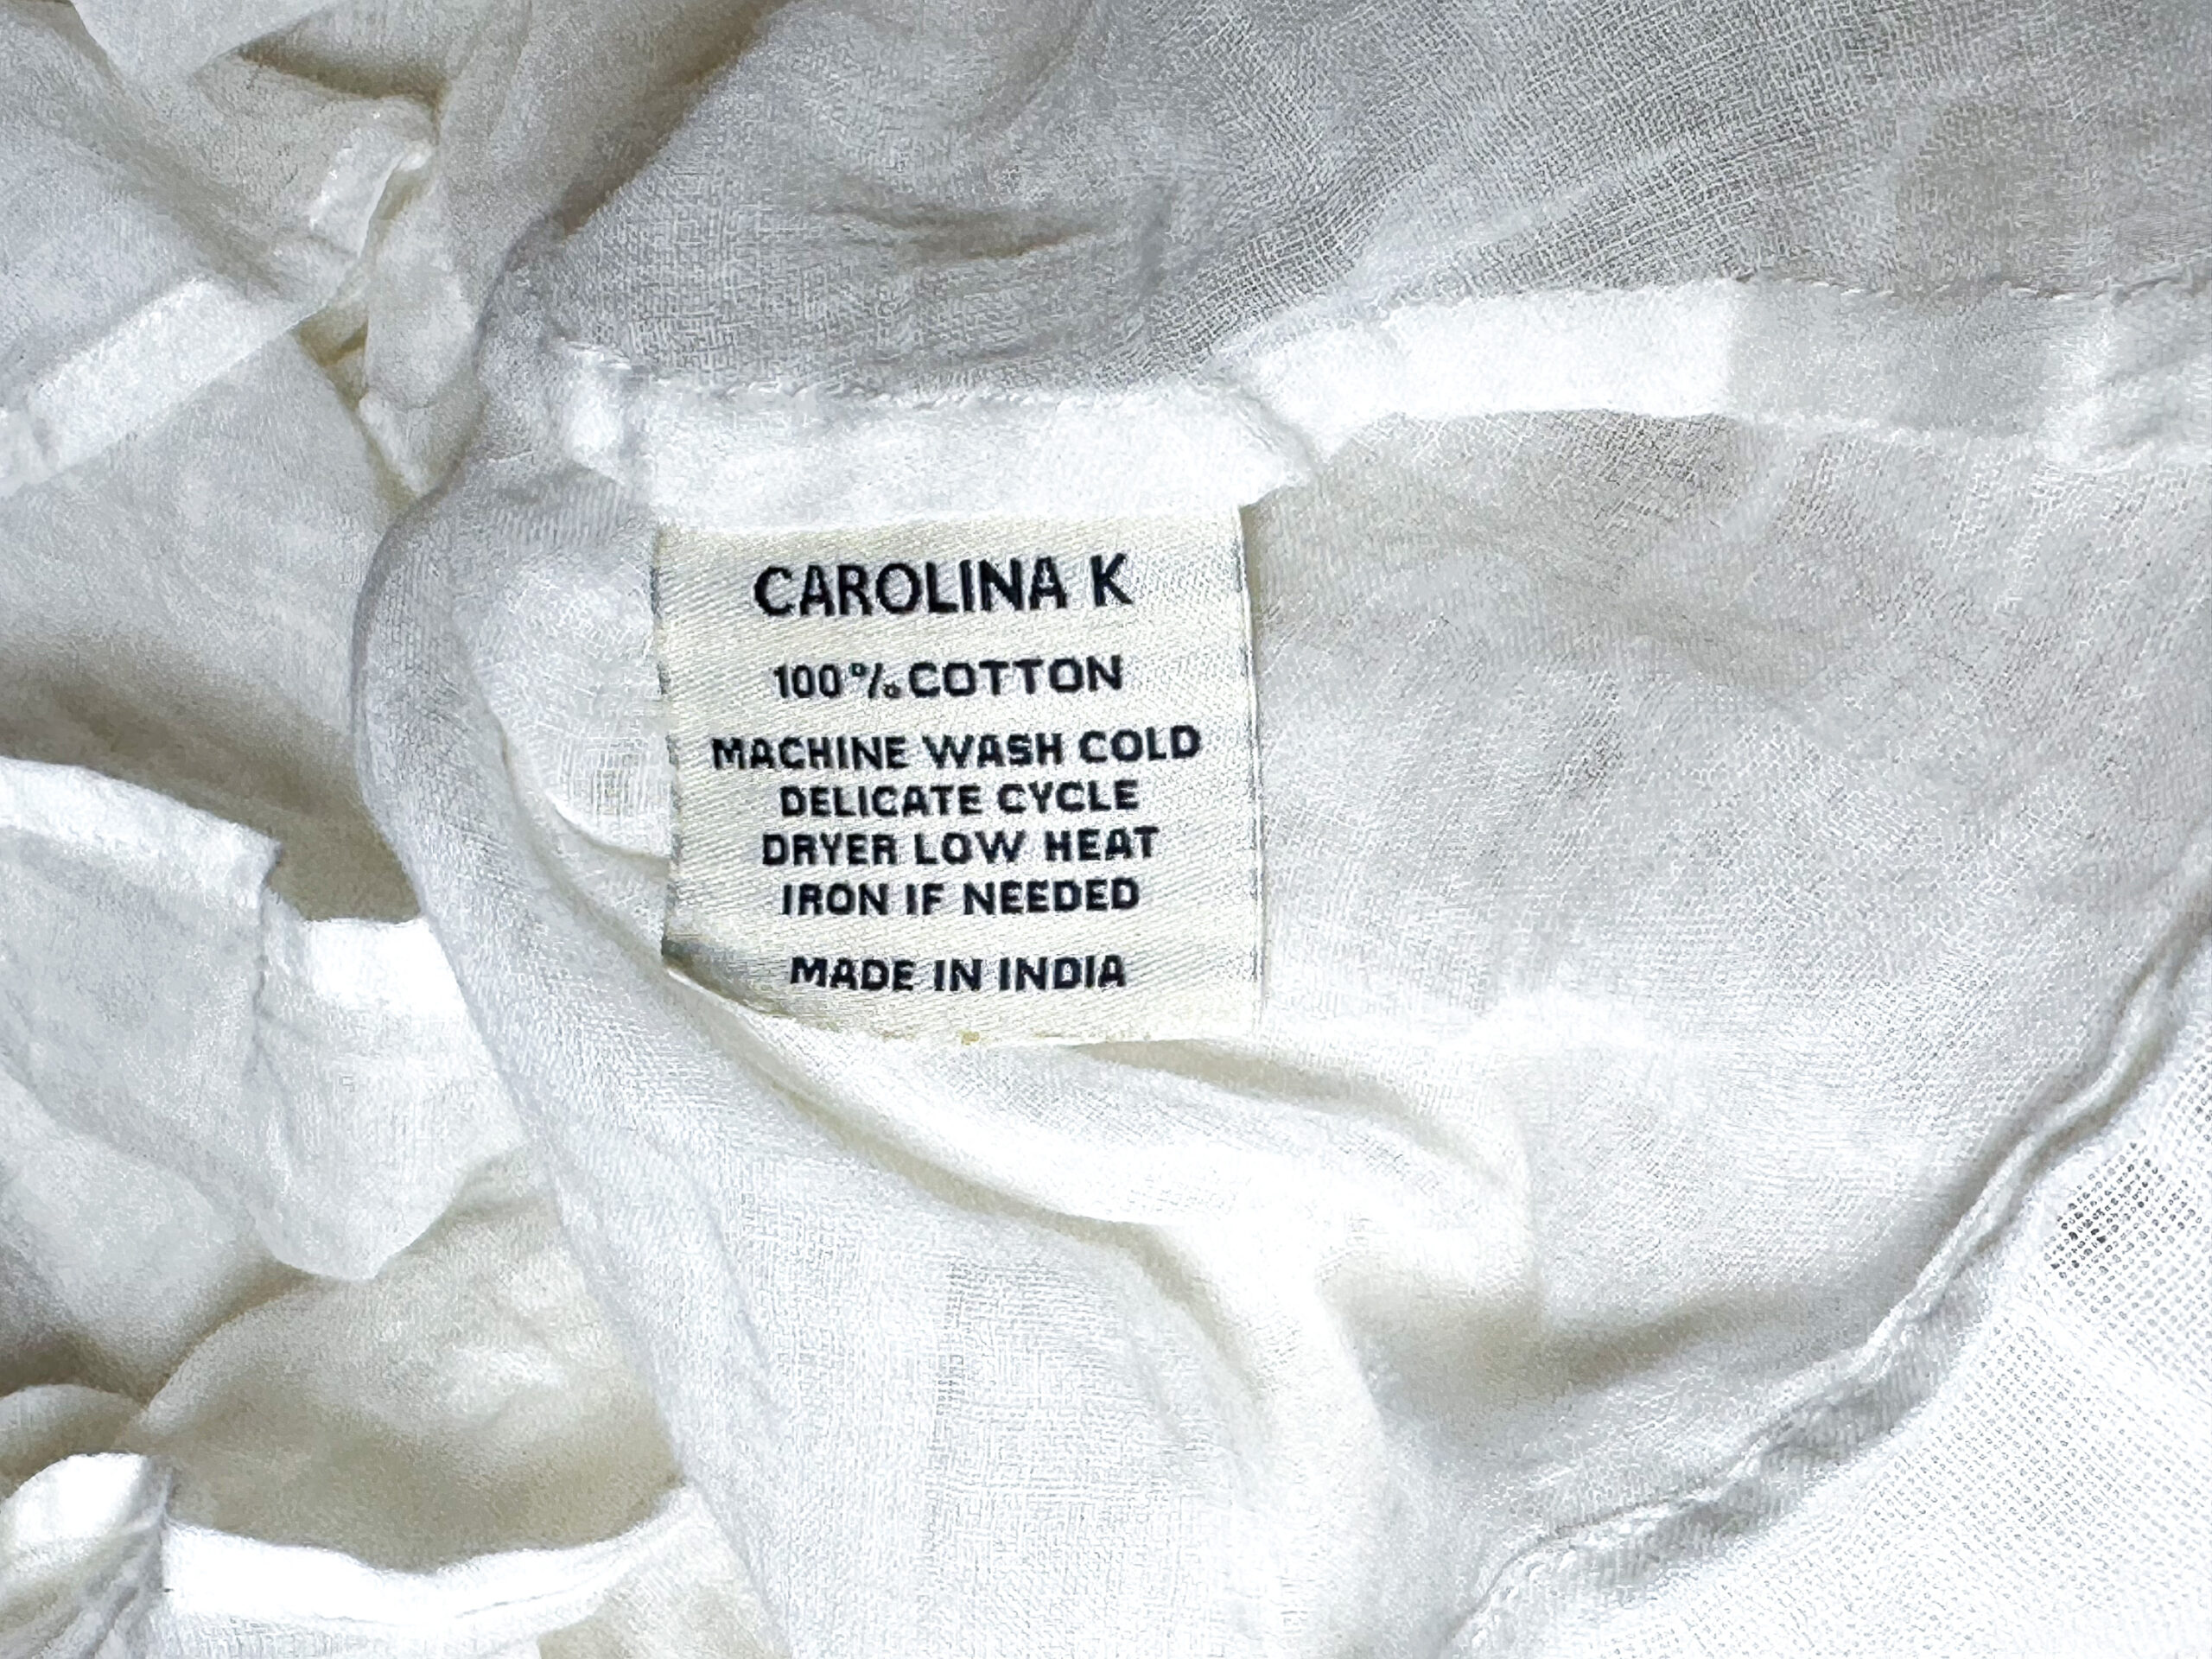 CAROLINA K
100% COTTON
MACHINE WASH COLD
DELICATE CYCLE
DRYER LOW HEAT
IRON IF NEEDED
MADE IN INDIA